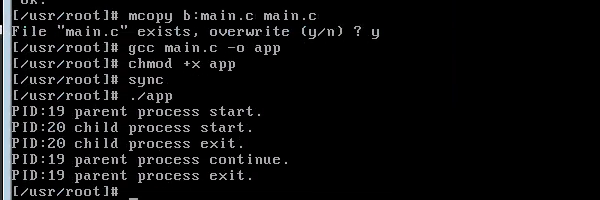 ok.
[/usr/root]# mcopy b:main.c main.c
File "main.c" exists, overwrite (y/n) ? y
[/usr/root]# gcc main.c -o app
[/usr/root]# chmod +x app
[/usr/root]# sync
[/usr/root]# ./app
PID:19 parent process start.
PID:20 child process start.
PID:20 child process exit.
PID:19 parent process continue.
PID:19 parent process exit.
[/usr/root]# _